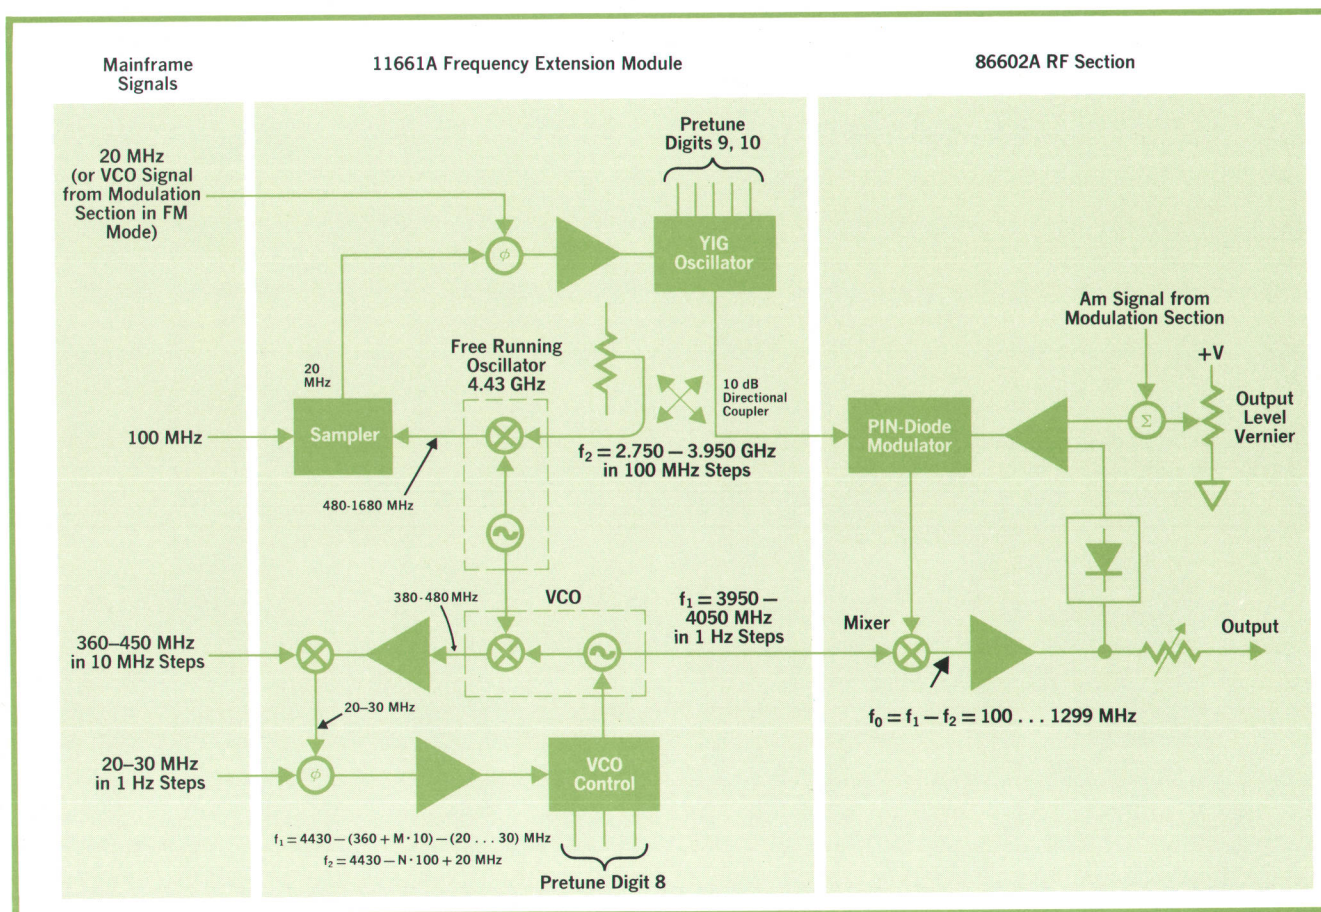 Mainframe
Signals
11661A Frequency Extension Module
86602A RF Section
20 MHz
(or VCO Signal
from Modulation
Section in FM
Mode)
Pretune
Digits 9, 10
ϕ
YIG
Oscillator
Am Signal from
Modulation Section
+V
Free Running
Oscillator
4.43 GHz
20
MHz
10 dB
Directional
Coupler
100 MHz
Sampler
f₂ = 2.750 — 3.950 GHz
in 100 MHz Steps
PIN-Diode
Modulator
Σ
Output
Level
Vernier
480-1680 MHz
380-480 MHz
VCO
f₁ = 3950 —
4050 MHz
in 1 Hz Steps
Mixer
Output
360–450 MHz
in 10 MHz Steps
20–30 MHz
f₀ = f₁ — f₂ = 100 . . . 1299 MHz
20–30 MHz
in 1 Hz Steps
ϕ
VCO
Control
f₁ = 4430 — (360 + M · 10) — (20 . . . 30) MHz
f₂ = 4430 — N · 100 + 20 MHz
Pretune Digit 8